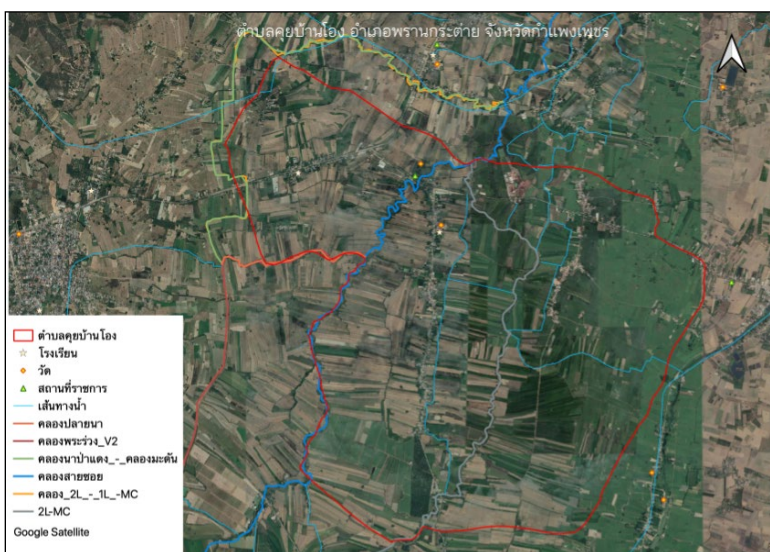 ตำบลคุยบ้านโอง อำเภอพรานกระต่าย จังหวัดกำแพงเพชร
ตำบลคุยบ้านโอง
โรงเรียน
วัด
สถานที่ราชการ
เส้นทางน้ำ
คลองปลายนา
คลองพระร่วง_V2
คลองนาป่าแดง_-_คลองมะดัน
คลองสายซอย
คลอง_2L_-_1L_-MC
2L-MC
Google Satellite